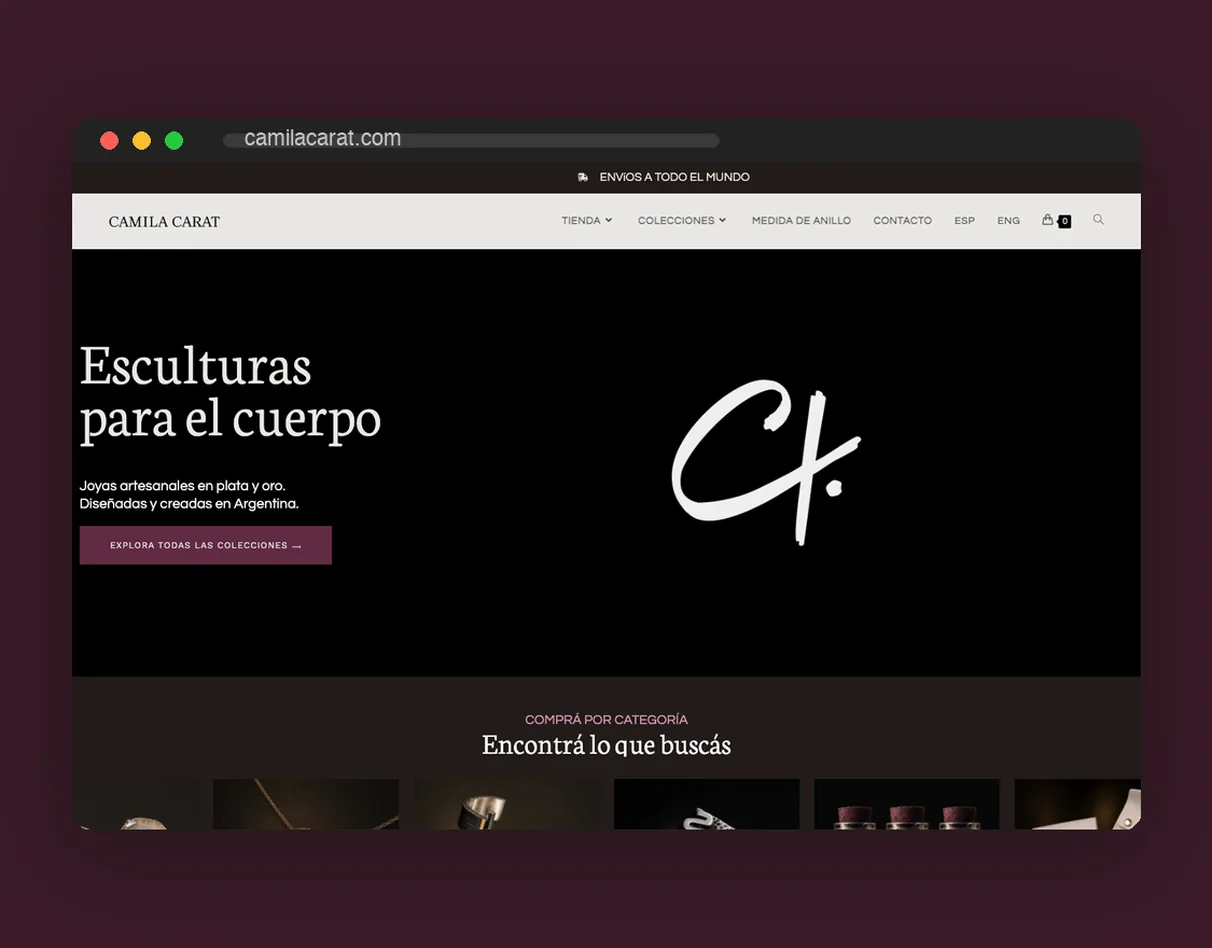 camilacarat.com
ENVíOS A TODO EL MUNDO
CAMILA CARAT
TIENDA
COLECCIONES
MEDIDA DE ANILLO
CONTACTO
ESP
ENG
0
Esculturas
para el cuerpo
Joyas artesanales en plata y oro.
Diseñadas y creadas en Argentina.
EXPLORA TODAS LAS COLECCIONES →
COMPRÁ POR CATEGORÍA
Encontrá lo que buscás